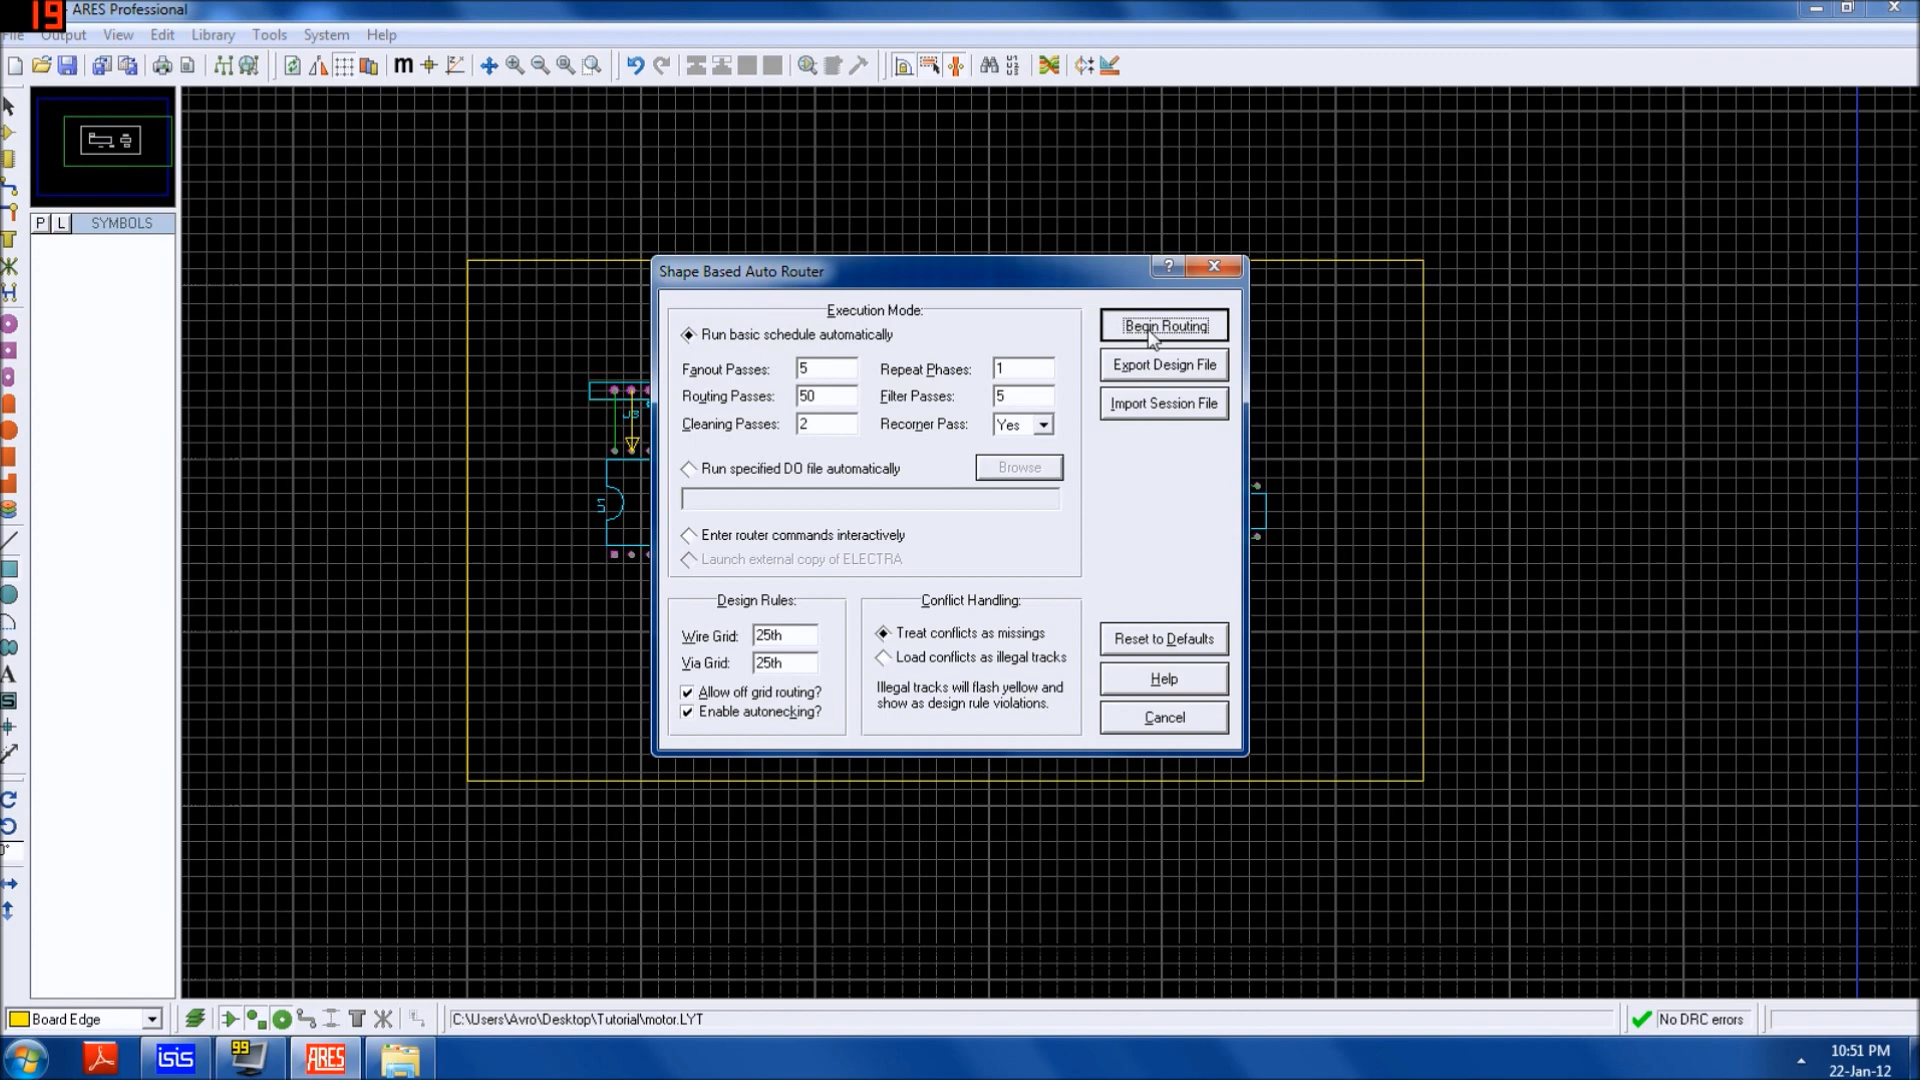 19
ARES Professional
File Output View Edit Library Tools System Help
m
P L SYMBOLS
Shape Based Auto Router
?
Execution Mode:
Run basic schedule automatically
Fanout Passes: 5 Repeat Phases: 1
Routing Passes: 50 Filter Passes: 5
Cleaning Passes: 2 Recorner Pass: Yes
Run specified DO file automatically Browse
Enter router commands interactively
Launch external copy of ELECTRA
Begin Routing
Export Design File
Import Session File
Design Rules:
Wire Grid: 25th
Via Grid: 25th
Allow off grid routing?
Enable autonecking?
Conflict Handling:
Treat conflicts as missings
Load conflicts as illegal tracks
Illegal tracks will flash yellow and
show as design rule violations.
Reset to Defaults
Help
Cancel
J3
U1
A
S
Board Edge
C:\Users\Avro\Desktop\Tutorial\motor.LYT
No DRC errors
isis
99
ARES
10:51 PM
22-Jan-12